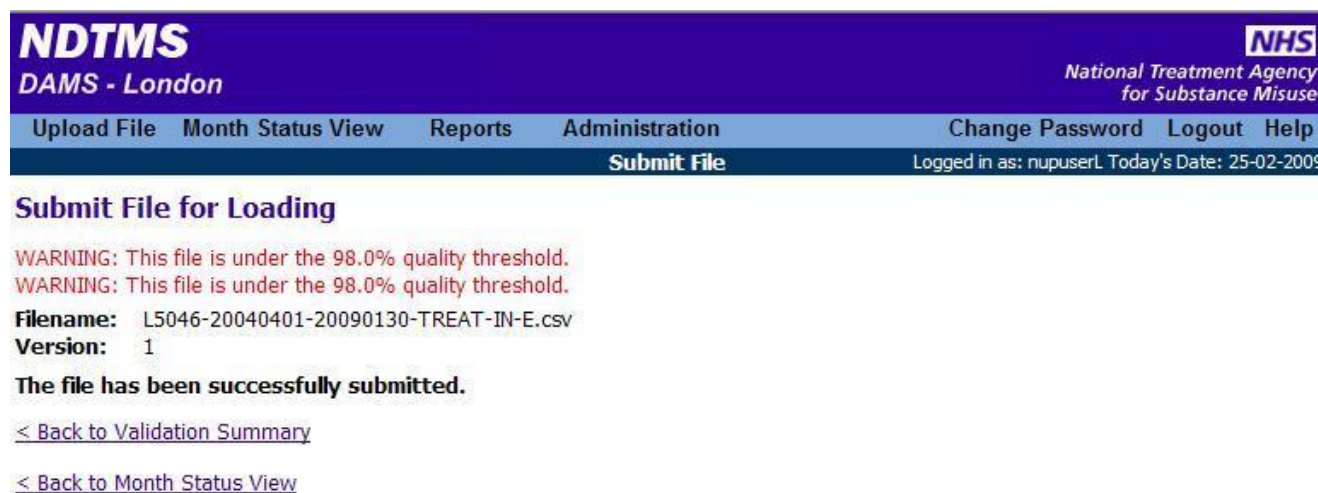 NDTMS
DAMS - London
NHS
National Treatment Agency
for Substance Misuse
Upload File Month Status View Reports Administration Change Password Logout Help
Submit File Logged in as: nupuserL Today's Date: 25-02-2009
Submit File for Loading
WARNING: This file is under the 98.0% quality threshold.
WARNING: This file is under the 98.0% quality threshold.
Filename: L5046-20040401-20090130-TREAT-IN-E.csv
Version: 1
The file has been successfully submitted.
< Back to Validation Summary
< Back to Month Status View